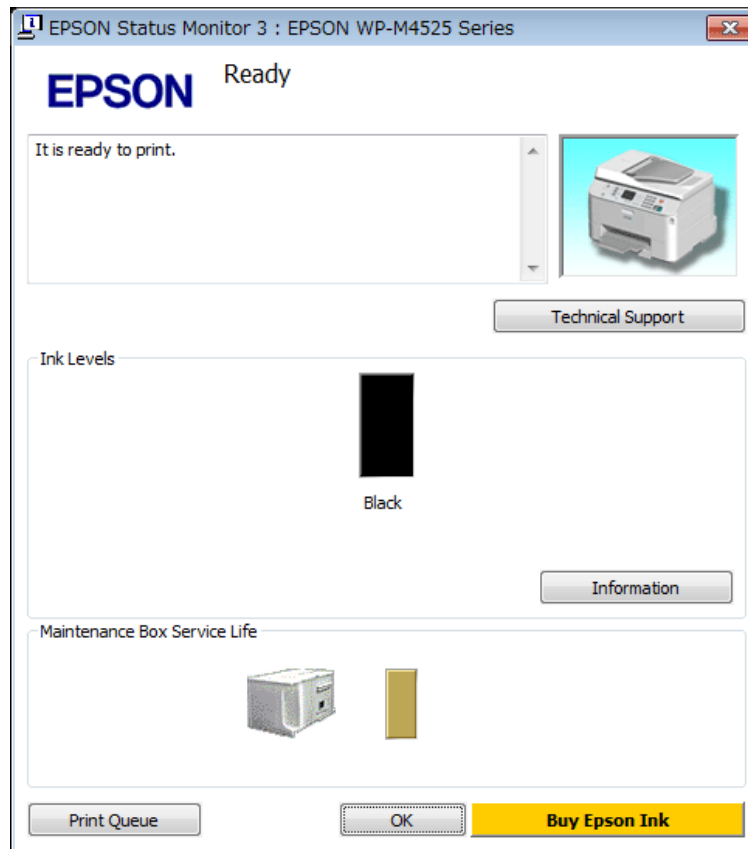 EPSON Status Monitor 3 : EPSON WP-M4525 Series
EPSON
Ready
It is ready to print.
Technical Support
Ink Levels
Black
Information
Maintenance Box Service Life
Print Queue
OK
Buy Epson Ink